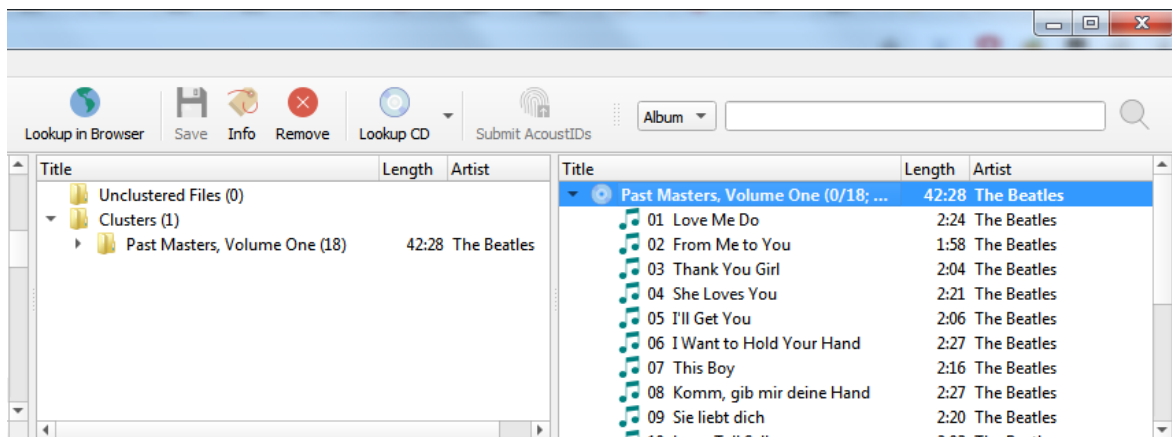 Lookup in Browser Save Info Remove Lookup CD Submit AcoustIDs Album
Title Length Artist
Unclustered Files (0)
Clusters (1)
Past Masters, Volume One (18) 42:28 The Beatles
Title Length Artist
Past Masters, Volume One (0/18; ... 42:28 The Beatles
01 Love Me Do 2:24 The Beatles
02 From Me to You 1:58 The Beatles
03 Thank You Girl 2:04 The Beatles
04 She Loves You 2:21 The Beatles
05 I'll Get You 2:06 The Beatles
06 I Want to Hold Your Hand 2:27 The Beatles
07 This Boy 2:16 The Beatles
08 Komm, gib mir deine Hand 2:27 The Beatles
09 Sie liebt dich 2:20 The Beatles